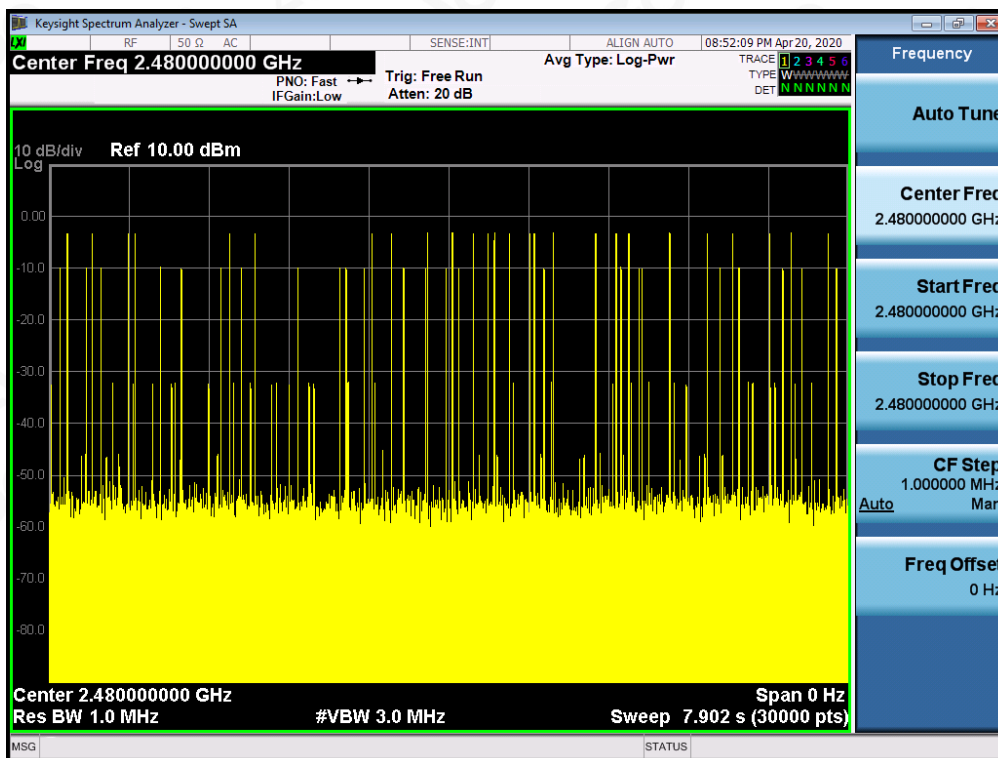 Keysight Spectrum Analyzer - Swept SA
LXI RF 50 Ω AC SENSE:INT ALIGN AUTO 08:52:09 PM Apr 20, 2020
Center Freq 2.480000000 GHz
PNO: Fast
IFGain:Low
Trig: Free Run
Atten: 20 dB
Avg Type: Log-Pwr
TRACE 1 2 3 4 5 6
TYPE W
DET N N N N N N
10 dB/div Ref 10.00 dBm
Log
0.00
-10.0
-20.0
-30.0
-40.0
-50.0
-60.0
-70.0
-80.0
Center 2.480000000 GHz Span 0 Hz
Res BW 1.0 MHz #VBW 3.0 MHz Sweep 7.902 s (30000 pts)
MSG STATUS
Frequency
Auto Tune
Center Freq
2.480000000 GHz
Start Freq
2.480000000 GHz
Stop Freq
2.480000000 GHz
CF Step
1.000000 MHz
Auto Man
Freq Offset
0 Hz